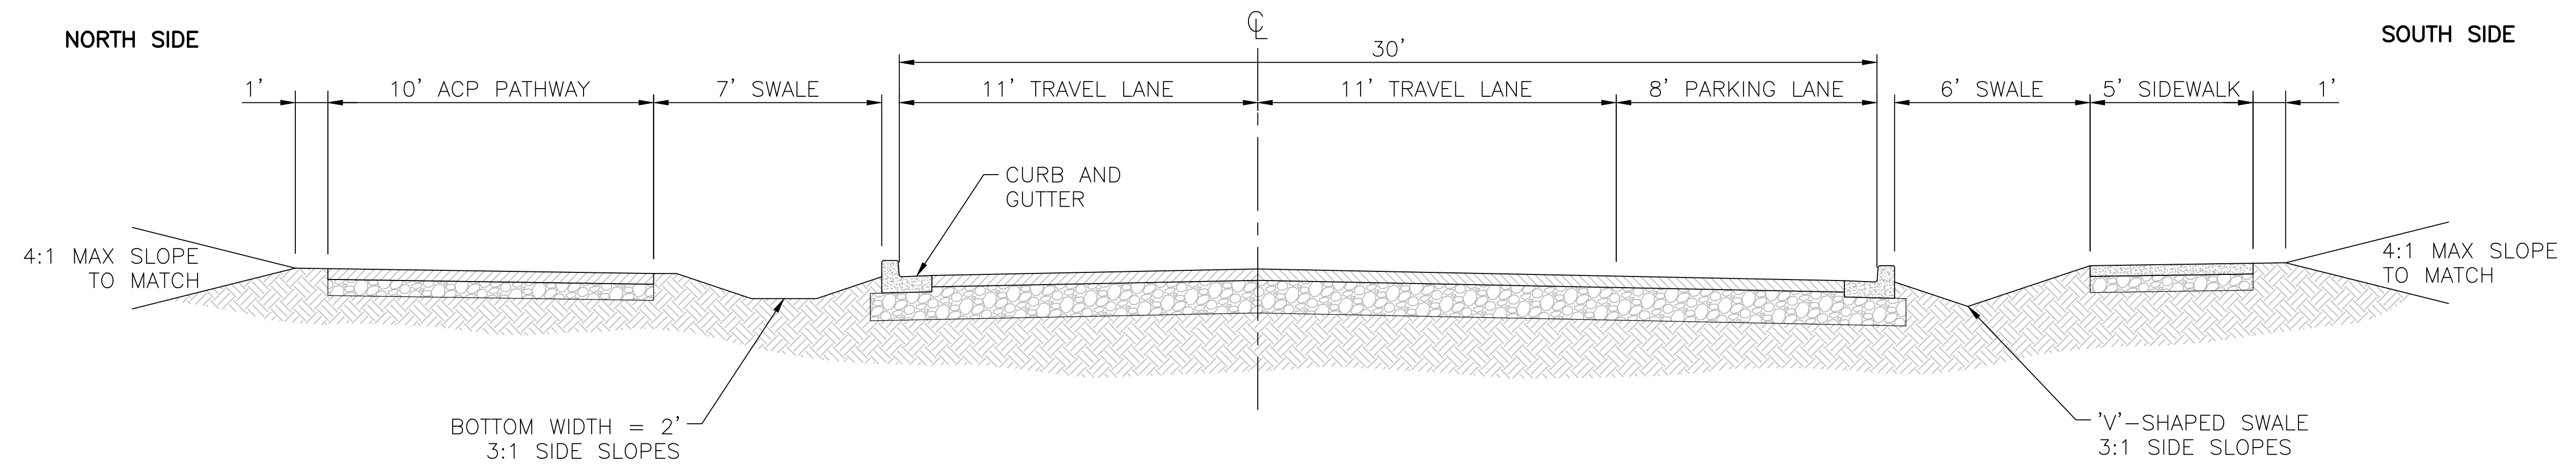 NORTH SIDE
℄
SOUTH SIDE
30'
1'
10' ACP PATHWAY
7' SWALE
11' TRAVEL LANE
11' TRAVEL LANE
8' PARKING LANE
6' SWALE
5' SIDEWALK
1'
CURB AND
GUTTER
4:1 MAX SLOPE
TO MATCH
4:1 MAX SLOPE
TO MATCH
BOTTOM WIDTH = 2'
3:1 SIDE SLOPES
'V'-SHAPED SWALE
3:1 SIDE SLOPES